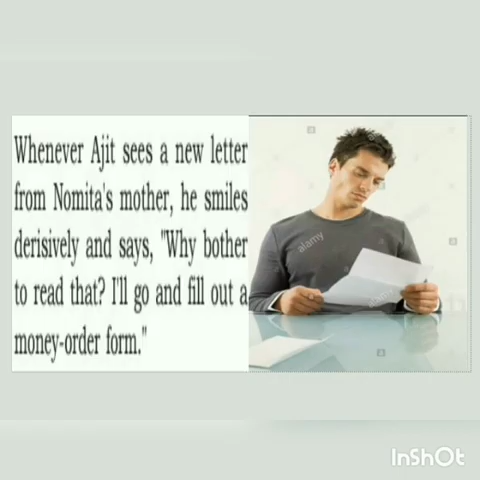 Whenever Ajit sees a new letter
from Nomita's mother, he smiles
derisively and says, "Why bother
to read that? I'll go and fill out a
money-order form."
alamy
alamy
InShOt